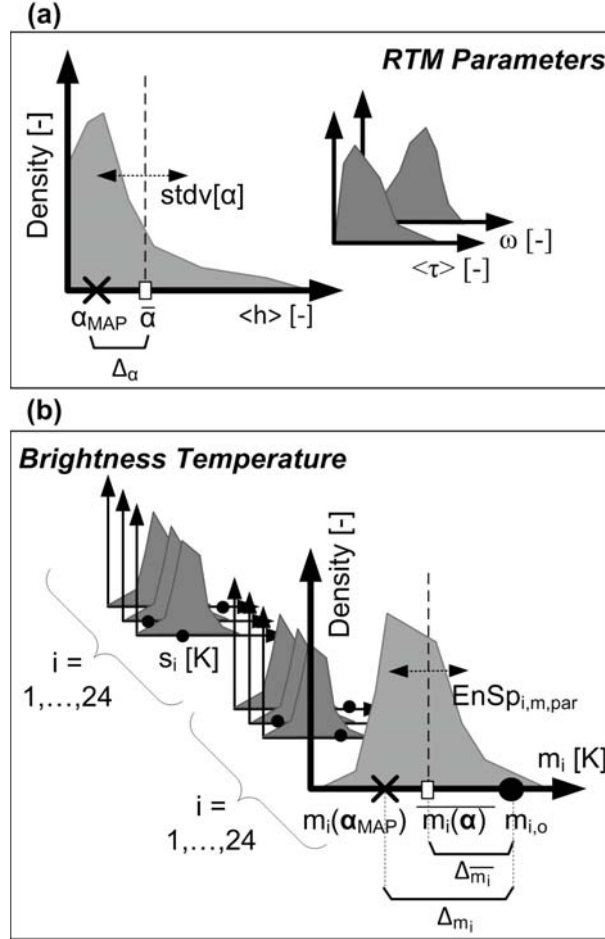 (a)
RTM Parameters
Density [-]
stdv[α]
ω [-]
<τ> [-]
α_MAP ᾱ <h> [-]
Δ_α
(b)
Brightness Temperature
Density [-]
s_i [K]
i =
1,...,24
EnSp_i,m,par
m_i [K]
i =
1,...,24
m_i(α_MAP) m̅_i̅(̅α̅)̅ m_i,o
Δ_m̅_i̅
Δ_m_i